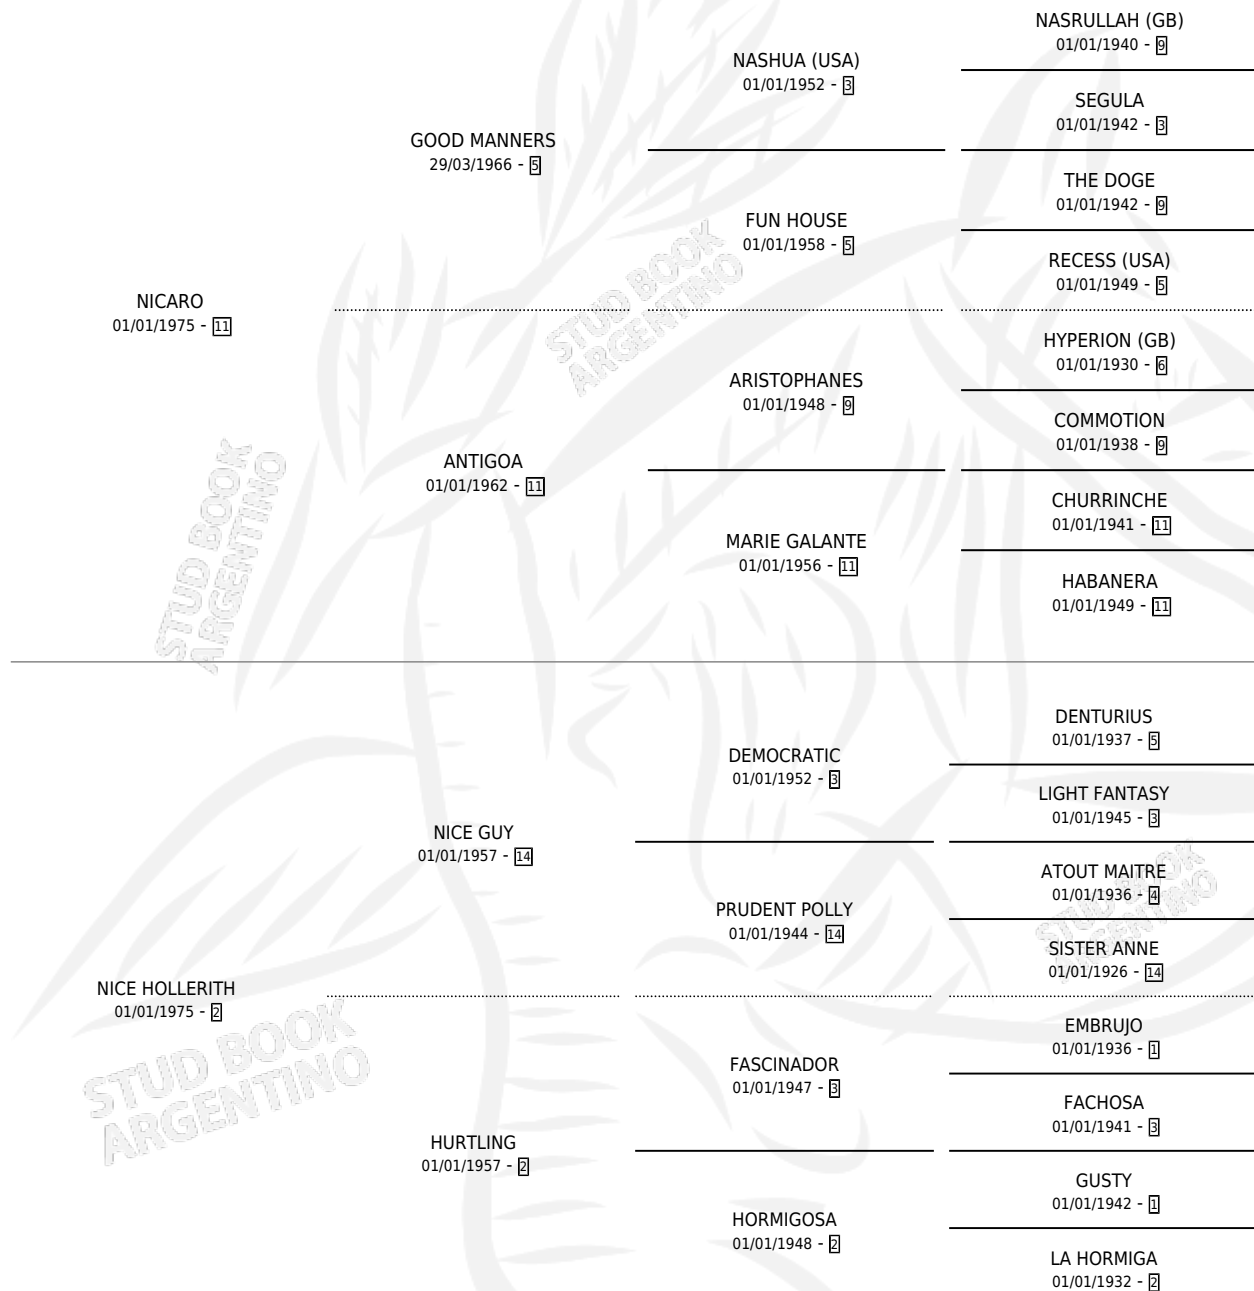 NICARO
01/01/1975 - 11
GOOD MANNERS
29/03/1966 - 5
ANTIGOA
01/01/1962 - 11
NASHUA (USA)
01/01/1952 - 3
FUN HOUSE
01/01/1958 - 5
ARISTOPHANES
01/01/1948 - 9
MARIE GALANTE
01/01/1956 - 11
NASRULLAH (GB)
01/01/1940 - 9
SEGULA
01/01/1942 - 3
THE DOGE
01/01/1942 - 9
RECESS (USA)
01/01/1949 - 5
HYPERION (GB)
01/01/1930 - 6
COMMOTION
01/01/1938 - 9
CHURRINCHE
01/01/1941 - 11
HABANERA
01/01/1949 - 11
NICE HOLLERITH
01/01/1975 - 2
NICE GUY
01/01/1957 - 14
HURTLING
01/01/1957 - 2
DEMOCRATIC
01/01/1952 - 3
PRUDENT POLLY
01/01/1944 - 14
FASCINADOR
01/01/1947 - 3
HORMIGOSA
01/01/1948 - 2
DENTURIUS
01/01/1937 - 5
LIGHT FANTASY
01/01/1945 - 3
ATOUT MAITRE
01/01/1936 - 4
SISTER ANNE
01/01/1926 - 14
EMBRUJO
01/01/1936 - 1
FACHOSA
01/01/1941 - 3
GUSTY
01/01/1942 - 1
LA HORMIGA
01/01/1932 - 2
STUD BOOK
ARGENTINO
STUD BOOK
ARGENTINO
STUD BOOK
ARGENTINO
STUD BOOK
ARGENTINO